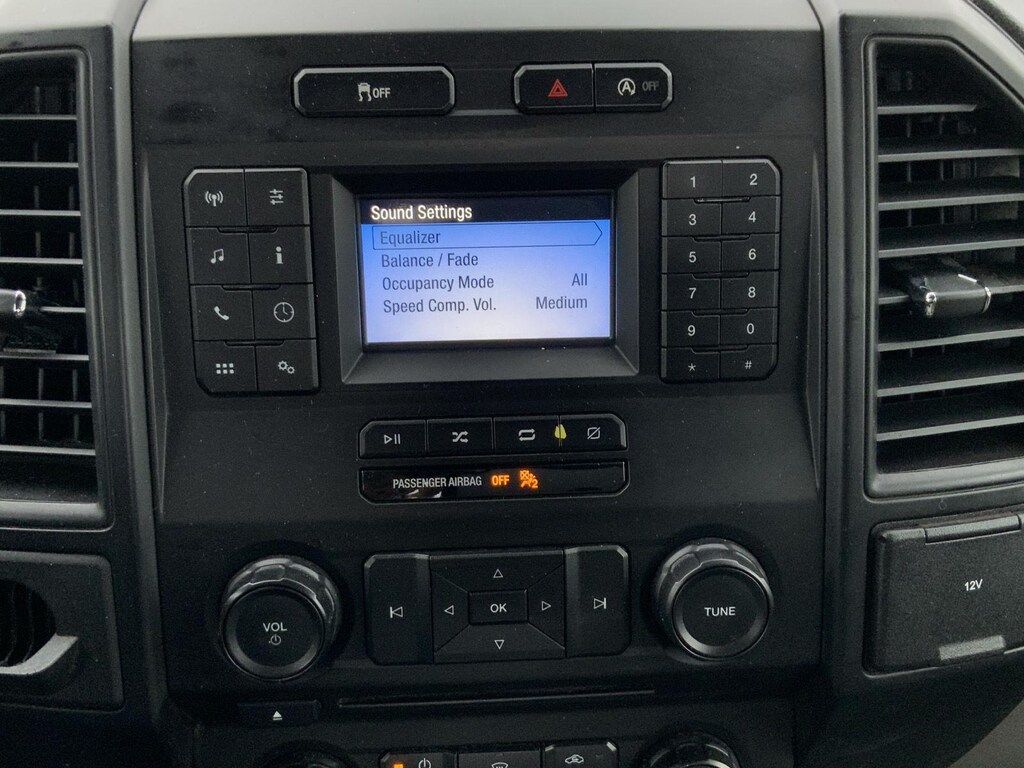 OFF
A OFF
Sound Settings
Equalizer
Balance / Fade
Occupancy Mode All
Speed Comp. Vol. Medium
1 2
3 4
5 6
7 8
9 0
* #
i
PASSENGER AIRBAG OFF 2
VOL
OK
TUNE
12V